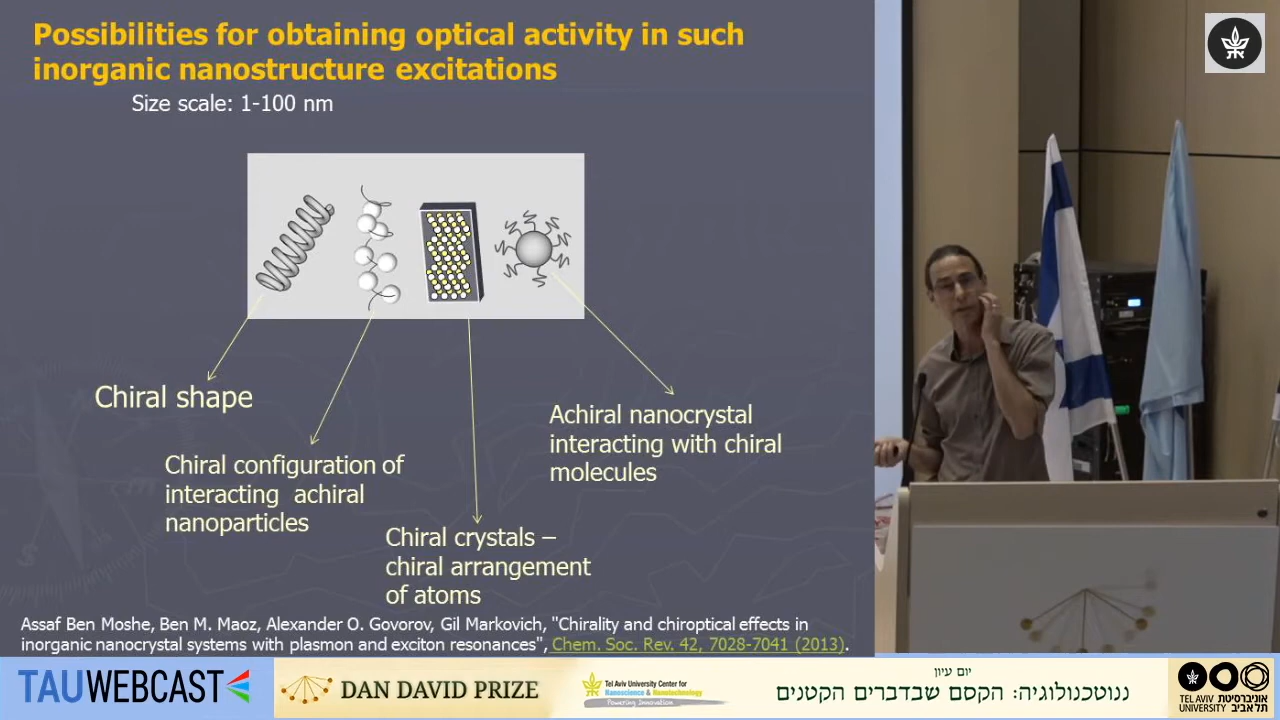 Possibilities for obtaining optical activity in such
inorganic nanostructure excitations
Size scale: 1-100 nm
Chiral shape
Chiral configuration of
interacting achiral
nanoparticles
Chiral crystals –
chiral arrangement
of atoms
Achiral nanocrystal
interacting with chiral
molecules
Assaf Ben Moshe, Ben M. Maoz, Alexander O. Govorov, Gil Markovich, "Chirality and chiroptical effects in
inorganic nanocrystal systems with plasmon and exciton resonances", Chem. Soc. Rev. 42, 7028-7041 (2013).
TAUWEBCAST
DAN DAVID PRIZE
Tel Aviv University Center for
Nanoscience & Nanotechnology
Powering Innovation
יום עיון
ננוטכנולוגיה: הקסם שבדברים הקטנים
TEL AVIV אוניברסיטת
UNIVERSITY תל אביב